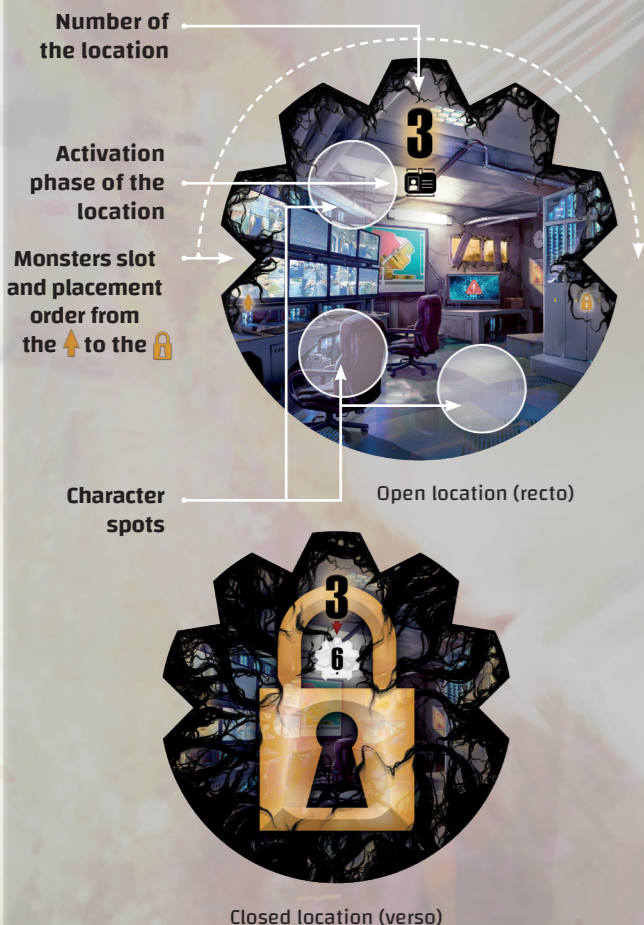 Number of
the location
3
Activation
phase of the
location
Monsters slot
and placement
order from
the to the
Character
spots
Open location (recto)
3
6
Closed location (verso)